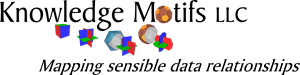 Knowledge Motifs LLC
Mapping sensible data relationships